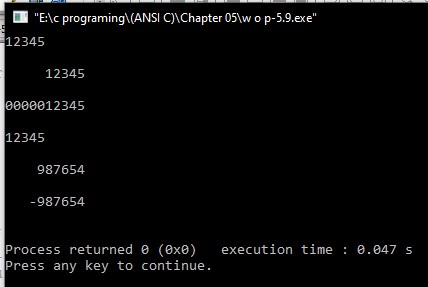 "E:\c programing\(ANSI C)\Chapter 05\w o p-5.9.exe"
12345
     12345
0000012345
12345
    987654
   -987654
Process returned 0 (0x0)   execution time : 0.047 s
Press any key to continue.